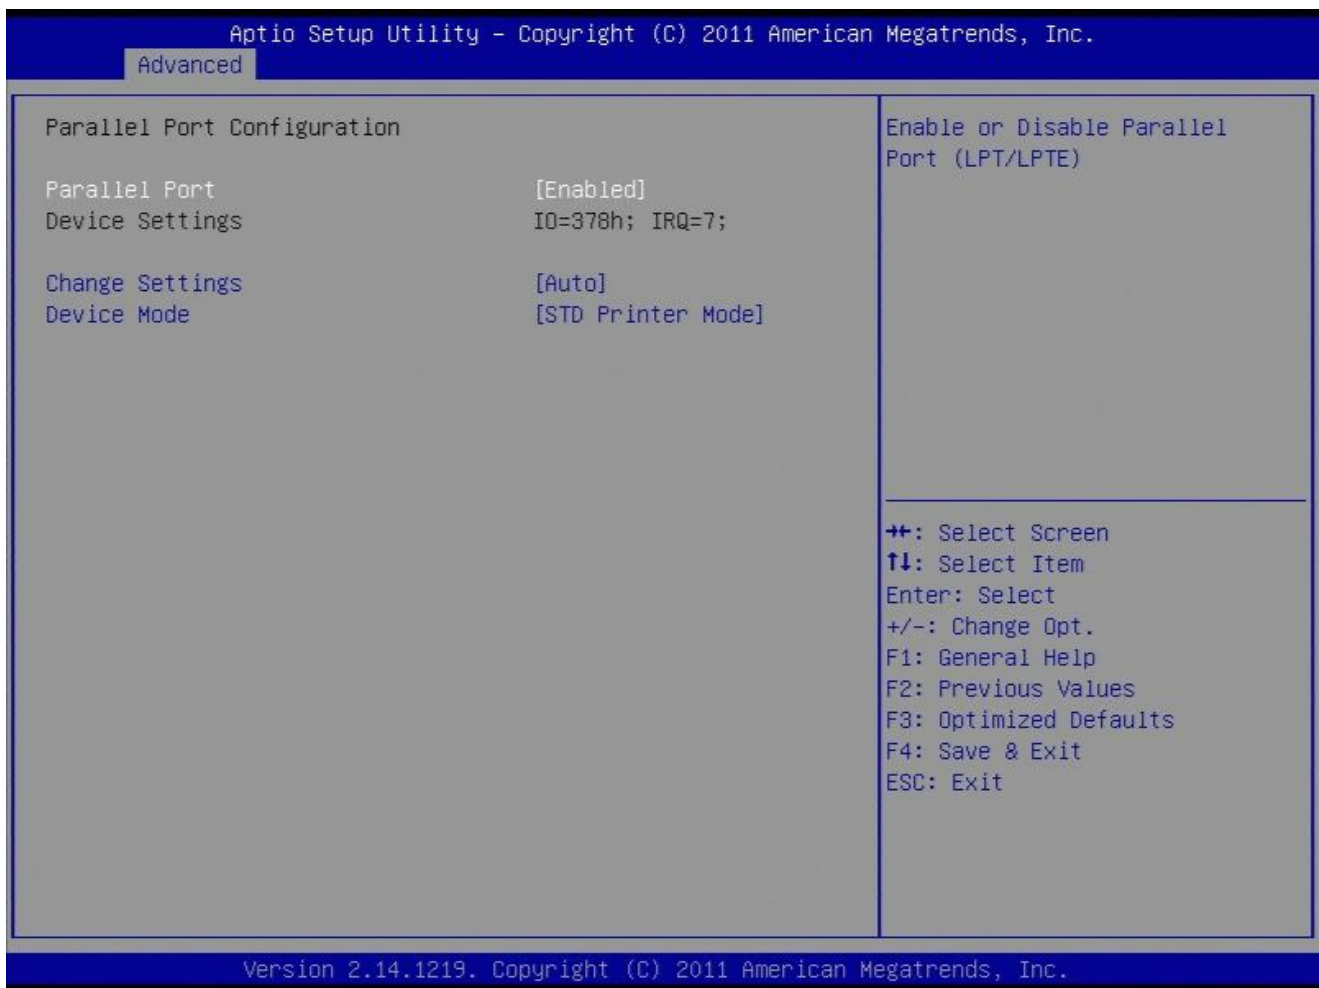 Aptio Setup Utility – Copyright (C) 2011 American Megatrends, Inc.
Advanced
Parallel Port Configuration
Parallel Port [Enabled]
Device Settings IO=378h; IRQ=7;
Change Settings [Auto]
Device Mode [STD Printer Mode]
Enable or Disable Parallel
Port (LPT/LPTE)
→←: Select Screen
↑↓: Select Item
Enter: Select
+/-: Change Opt.
F1: General Help
F2: Previous Values
F3: Optimized Defaults
F4: Save & Exit
ESC: Exit
Version 2.14.1219. Copyright (C) 2011 American Megatrends, Inc.